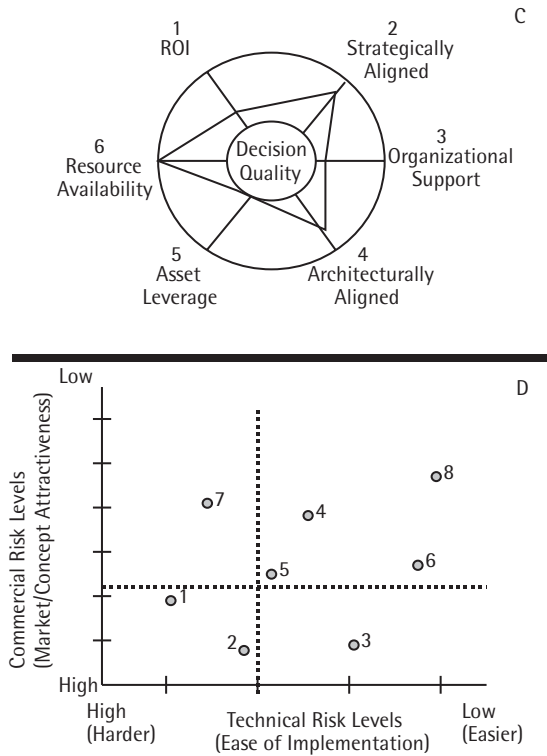 C
1
ROI
2
Strategically
Aligned
3
Organizational
Support
Decision
Quality
6
Resource
Availability
5
Asset
Leverage
4
Architecturally
Aligned
D
Low
Commercial Risk Levels
(Market/Concept Attractiveness)
8
7
4
5
6
1
2
3
High
High
(Harder)
Technical Risk Levels
(Ease of Implementation)
Low
(Easier)